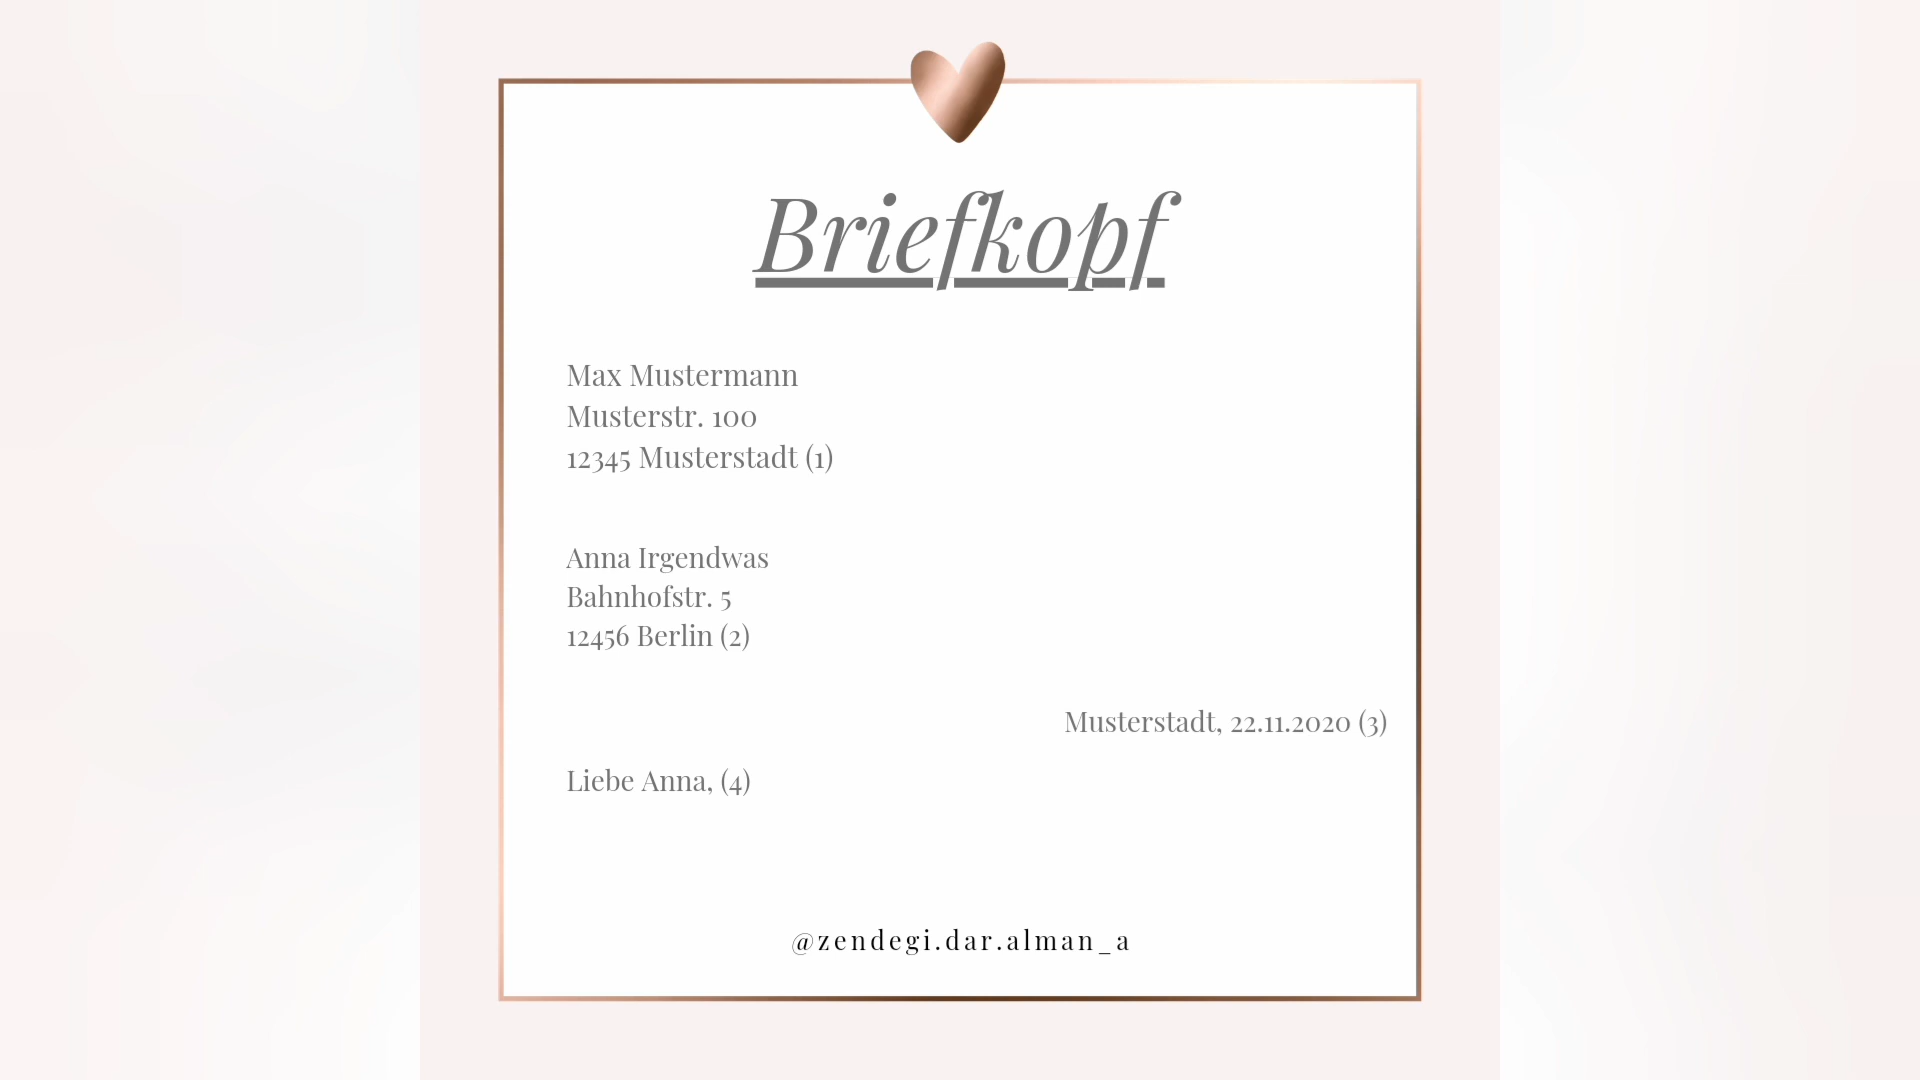 Briefkopf
Max Mustermann
Musterstr. 100
12345 Musterstadt (1)
Anna Irgendwas
Bahnhofstr. 5
12456 Berlin (2)
Musterstadt, 22.11.2020 (3)
Liebe Anna, (4)
@zendegi.dar.alman_a